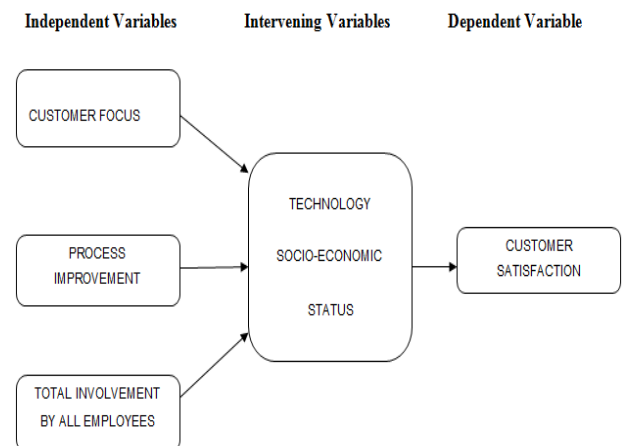 Independent Variables Intervening Variables Dependent Variable
CUSTOMER FOCUS
PROCESS
IMPROVEMENT
TOTAL INVOLVEMENT
BY ALL EMPLOYEES
TECHNOLOGY
SOCIO-ECONOMIC
STATUS
CUSTOMER
SATISFACTION